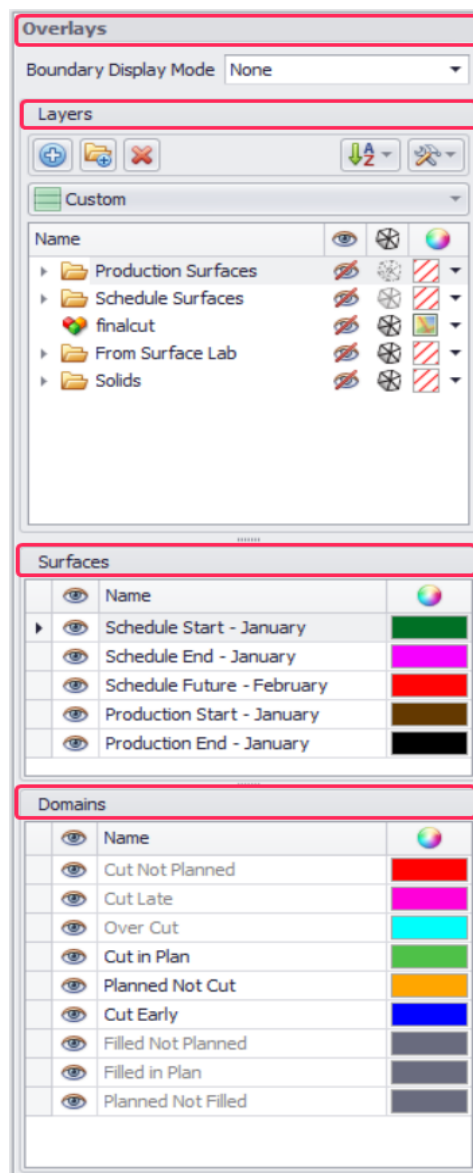 Overlays
Boundary Display Mode None
Layers
A
Z
Custom
Name
Production Surfaces
Schedule Surfaces
finalcut
From Surface Lab
Solids
Surfaces
Name
Schedule Start - January
Schedule End - January
Schedule Future - February
Production Start - January
Production End - January
Domains
Name
Cut Not Planned
Cut Late
Over Cut
Cut in Plan
Planned Not Cut
Cut Early
Filled Not Planned
Filled in Plan
Planned Not Filled